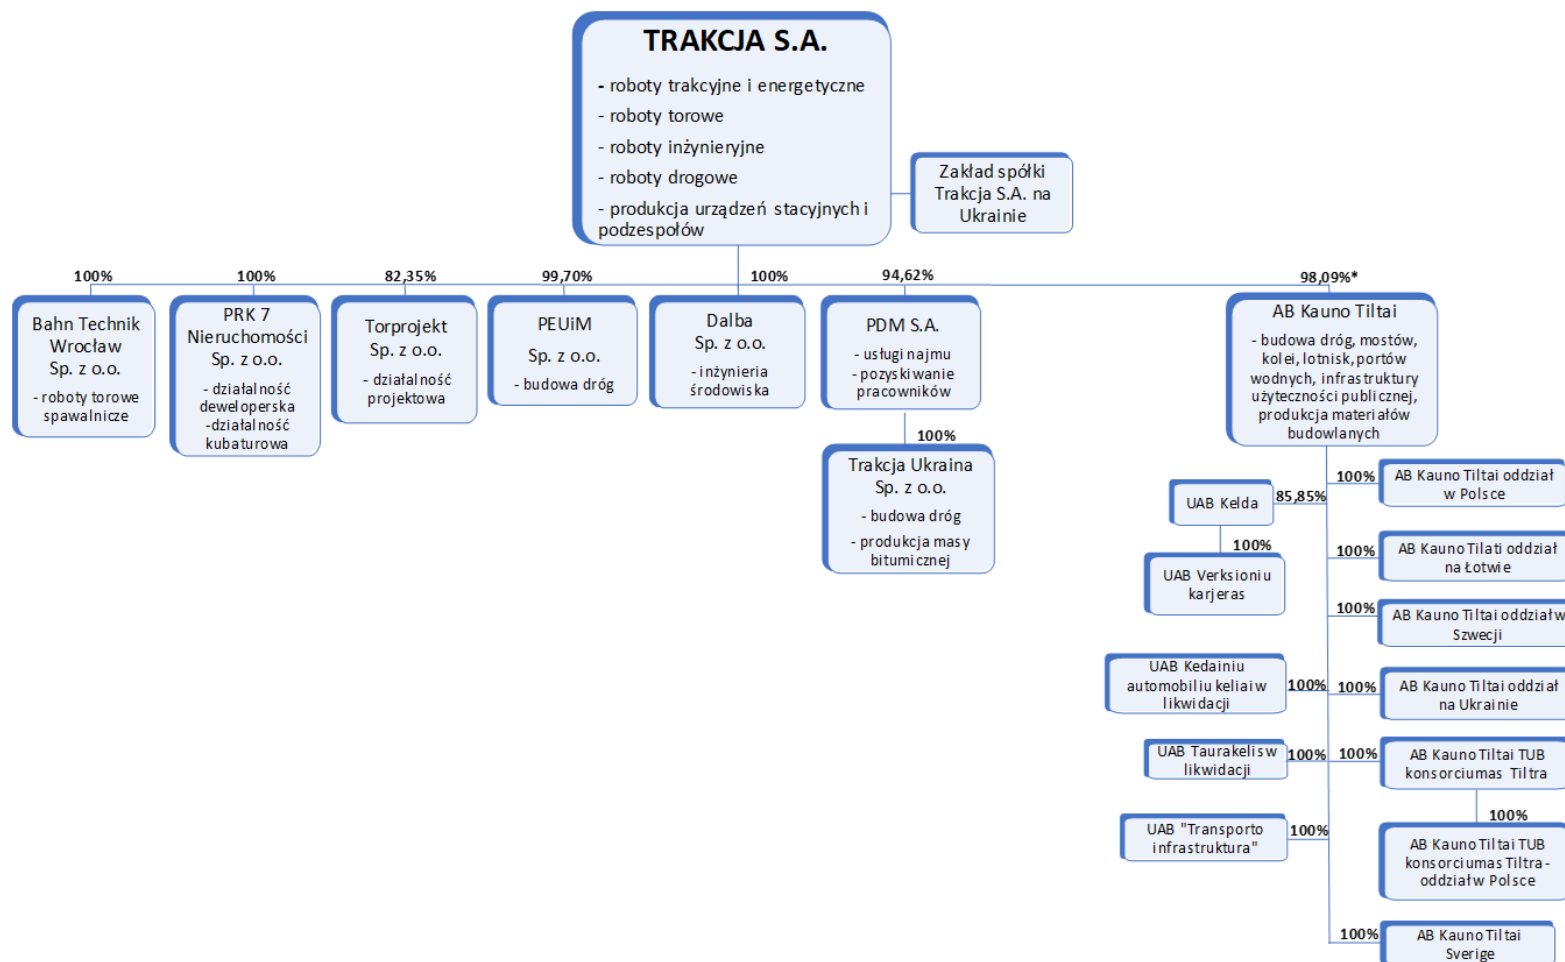 TRAKCJA S.A.
- roboty trakcyjne i energetyczne
- roboty torowe
- roboty inżynieryjne
- roboty drogowe
- produkcja urządzeń stacyjnych i
podzespołów
Zakład spółki
Trakcja S.A. na
Ukrainie
100%
100%
82,35%
99,70%
100%
94,62%
98,09%*
Bahn Technik
Wrocław
Sp. z o.o.
- roboty torowe
spawalnicze
PRK 7
Nieruchomości
Sp. z o.o.
- działalność
deweloperska
-działalność
kubaturowa
Torprojekt
Sp. z o.o.
- działalność
projektowa
PEUiM
Sp. z o.o.
- budowa dróg
Dalba
Sp. z o.o.
- inżynieria
środowiska
PDM S.A.
- usługi najmu
- pozyskiwanie
pracowników
100%
Trakcja Ukraina
Sp. z o.o.
- budowa dróg
- produkcja masy
bitumicznej
AB Kauno Tiltai
- budowa dróg, mostów,
kolei, lotnisk, portów
wodnych, infrastruktury
użyteczności publicznej,
produkcja materiałów
budowlanych
UAB Kelda
85,85%
100%
UAB Verksioniu
karjeras
UAB Kedainiu
automobiliu keliai w
likwidacji
100%
UAB Taurakelis w
likwidacji
100%
UAB "Transporto
infrastruktura"
100%
100%
AB Kauno Tiltai oddział
w Polsce
100%
AB Kauno Tilati oddział
na Łotwie
100%
AB Kauno Tiltai oddział w
Szwecji
100%
AB Kauno Tiltai oddział
na Ukrainie
100%
AB Kauno Tiltai TUB
konsorciumas Tiltra
100%
AB Kauno Tiltai TUB
konsorciumas Tiltra-
oddział w Polsce
100%
AB Kauno Tiltai
Sverige